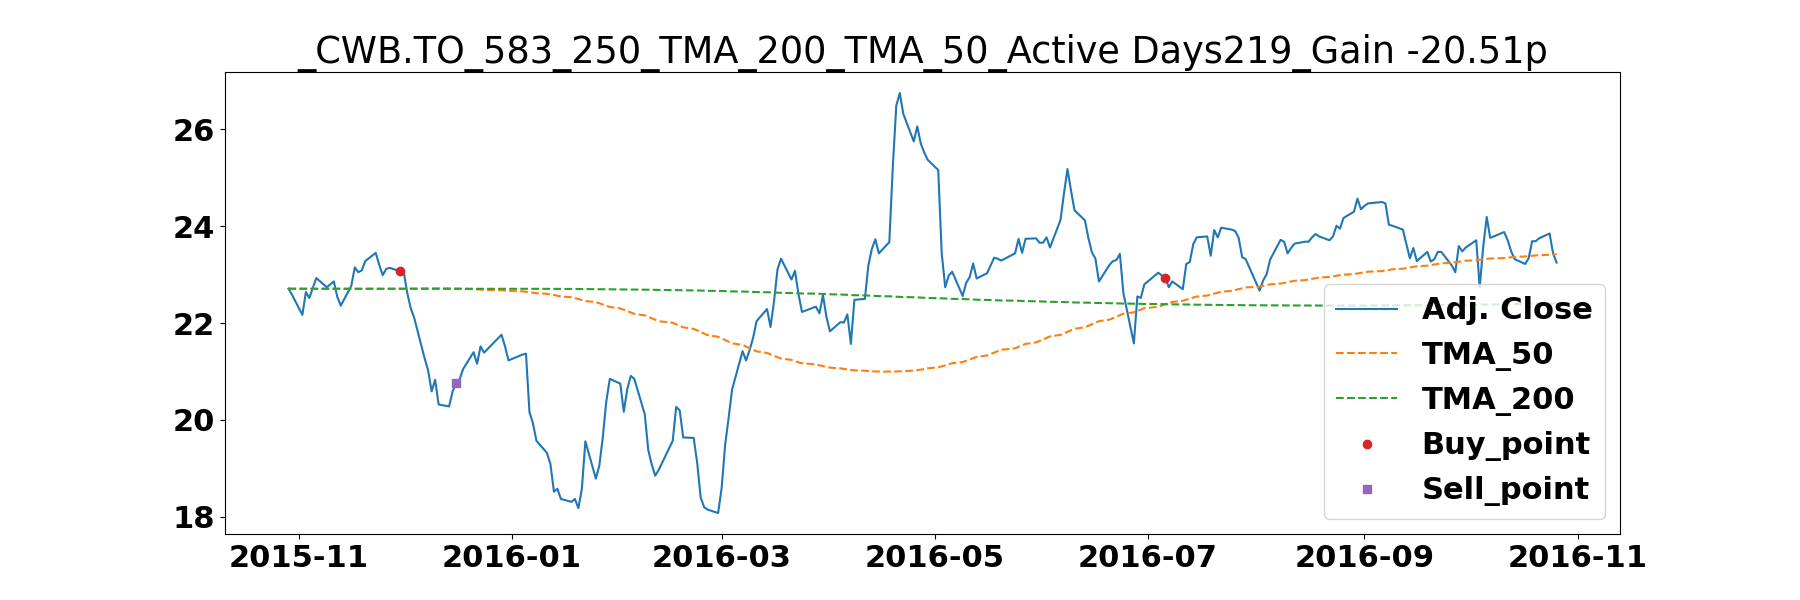 _CWB.TO_583_250_TMA_200_TMA_50_Active Days219_Gain -20.51p
26
24
22
20
18
2015-11 2016-01 2016-03 2016-05 2016-07 2016-09 2016-11
Adj. Close
TMA_50
TMA_200
Buy_point
Sell_point